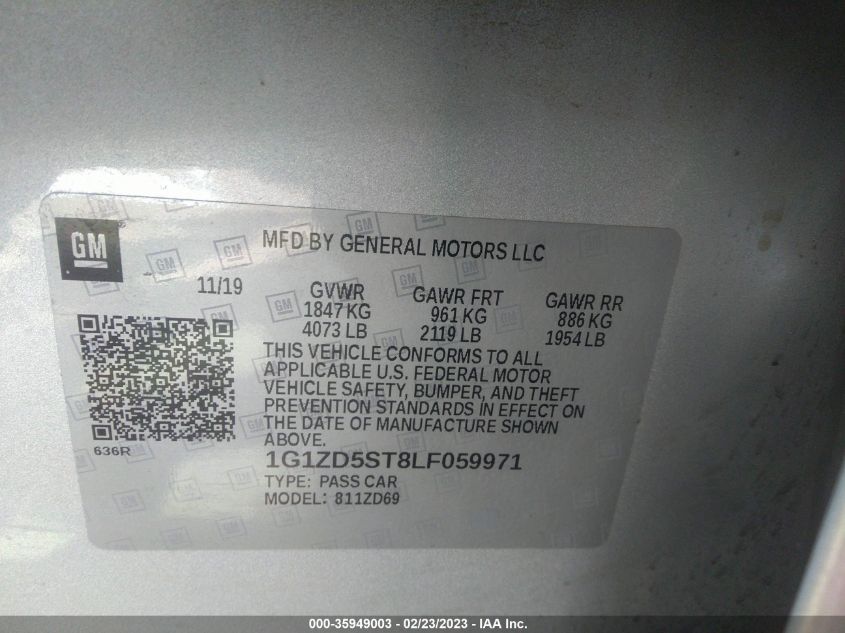 GM
MFD BY GENERAL MOTORS LLC
11/19
GVWR
1847 KG
4073 LB
GAWR FRT
961 KG
2119 LB
GAWR RR
886 KG
1954 LB
THIS VEHICLE CONFORMS TO ALL
APPLICABLE U.S. FEDERAL MOTOR
VEHICLE SAFETY, BUMPER, AND THEFT
PREVENTION STANDARDS IN EFFECT ON
THE DATE OF MANUFACTURE SHOWN
ABOVE.
636R
1G1ZD5ST8LF059971
TYPE: PASS CAR
MODEL: 811ZD69
000-35949003 - 02/23/2023 - IAA Inc.